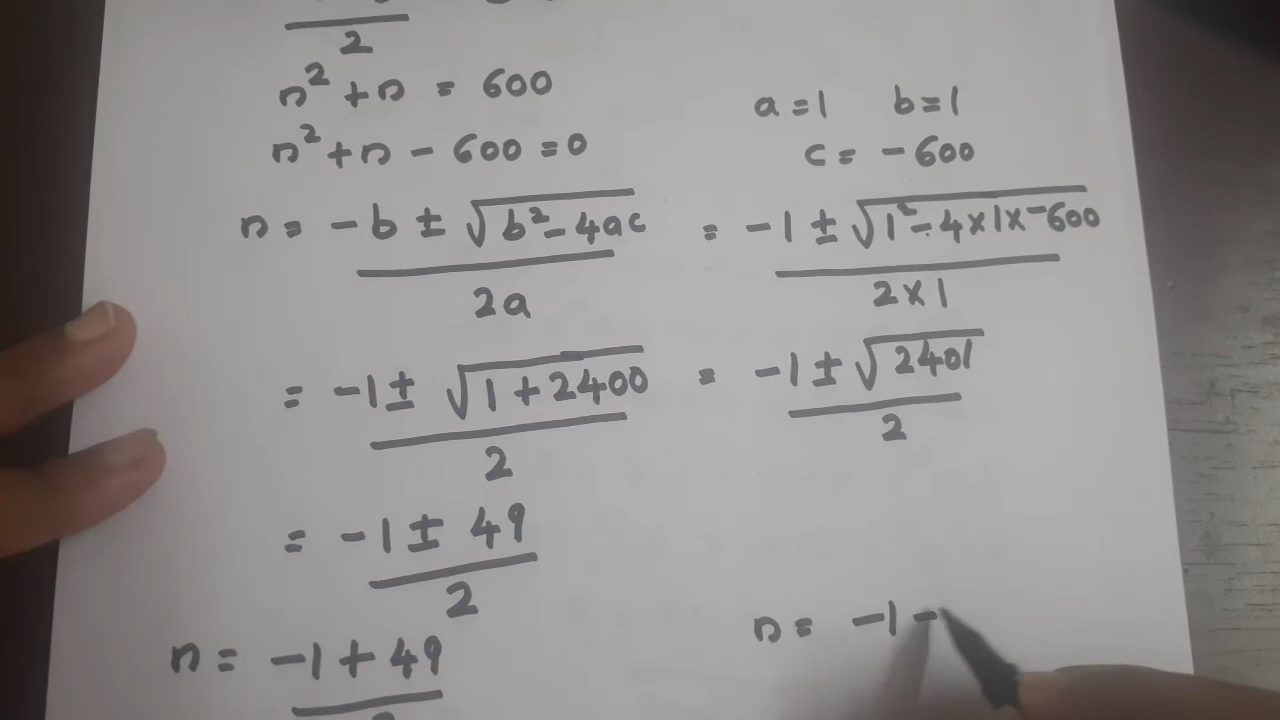 2
n² + n = 600
a = 1 b = 1
n² + n - 600 = 0
c = -600
n = -b ± √b² - 4ac = -1 ± √1² - 4×1×-600
2a 2×1
= -1 ± √1 + 2400 = -1 ± √2401
2 2
= -1 ± 49
2
n = -1 -
n = -1 + 49